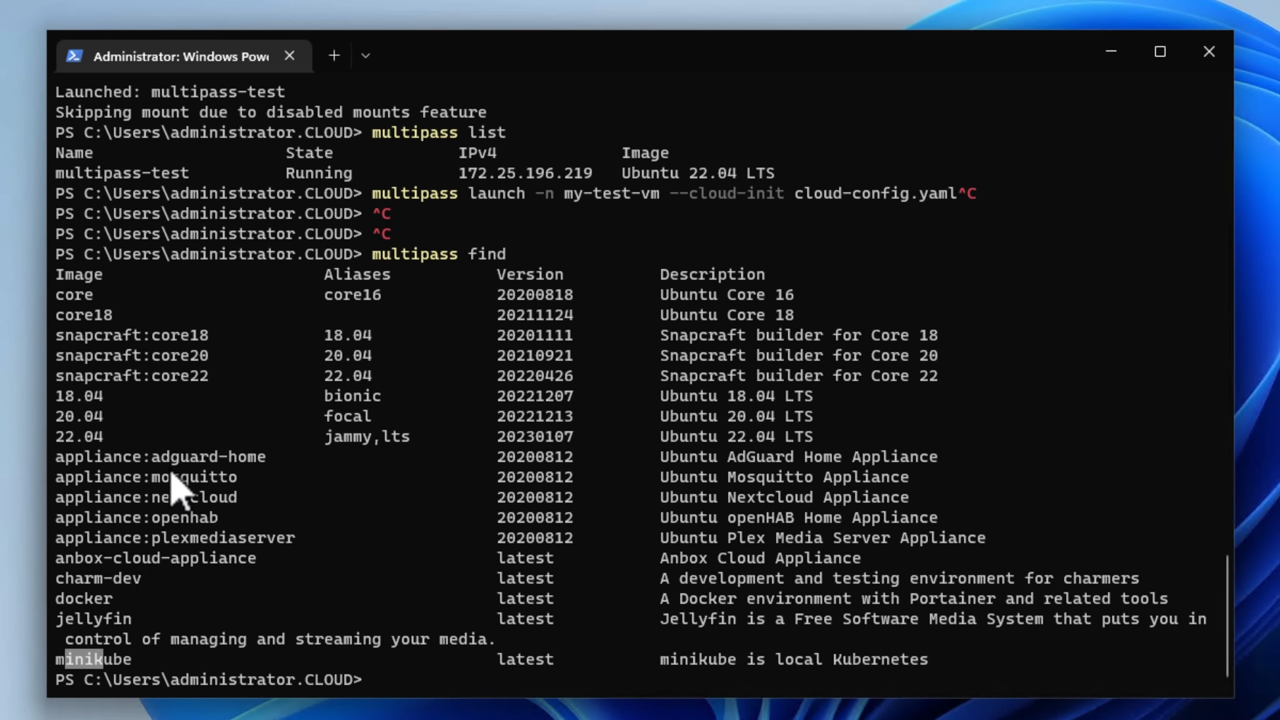 Administrator: Windows Powe
Launched: multipass-test
Skipping mount due to disabled mounts feature
PS C:\Users\administrator.CLOUD> multipass list
Name State IPv4 Image
multipass-test Running 172.25.196.219 Ubuntu 22.04 LTS
PS C:\Users\administrator.CLOUD> multipass launch -n my-test-vm --cloud-init cloud-config.yaml^C
PS C:\Users\administrator.CLOUD> ^C
PS C:\Users\administrator.CLOUD> ^C
PS C:\Users\administrator.CLOUD> multipass find
Image Aliases Version Description
core core16 20200818 Ubuntu Core 16
core18 20211124 Ubuntu Core 18
snapcraft:core18 18.04 20201111 Snapcraft builder for Core 18
snapcraft:core20 20.04 20210921 Snapcraft builder for Core 20
snapcraft:core22 22.04 20220426 Snapcraft builder for Core 22
18.04 bionic 20221207 Ubuntu 18.04 LTS
20.04 focal 20221213 Ubuntu 20.04 LTS
22.04 jammy,lts 20230107 Ubuntu 22.04 LTS
appliance:adguard-home 20200812 Ubuntu AdGuard Home Appliance
appliance:mosquitto 20200812 Ubuntu Mosquitto Appliance
appliance:nextcloud 20200812 Ubuntu Nextcloud Appliance
appliance:openhab 20200812 Ubuntu openHAB Home Appliance
appliance:plexmediaserver 20200812 Ubuntu Plex Media Server Appliance
anbox-cloud-appliance latest Anbox Cloud Appliance
charm-dev latest A development and testing environment for charmers
docker latest A Docker environment with Portainer and related tools
jellyfin latest Jellyfin is a Free Software Media System that puts you in
control of managing and streaming your media.
minikube latest minikube is local Kubernetes
PS C:\Users\administrator.CLOUD>